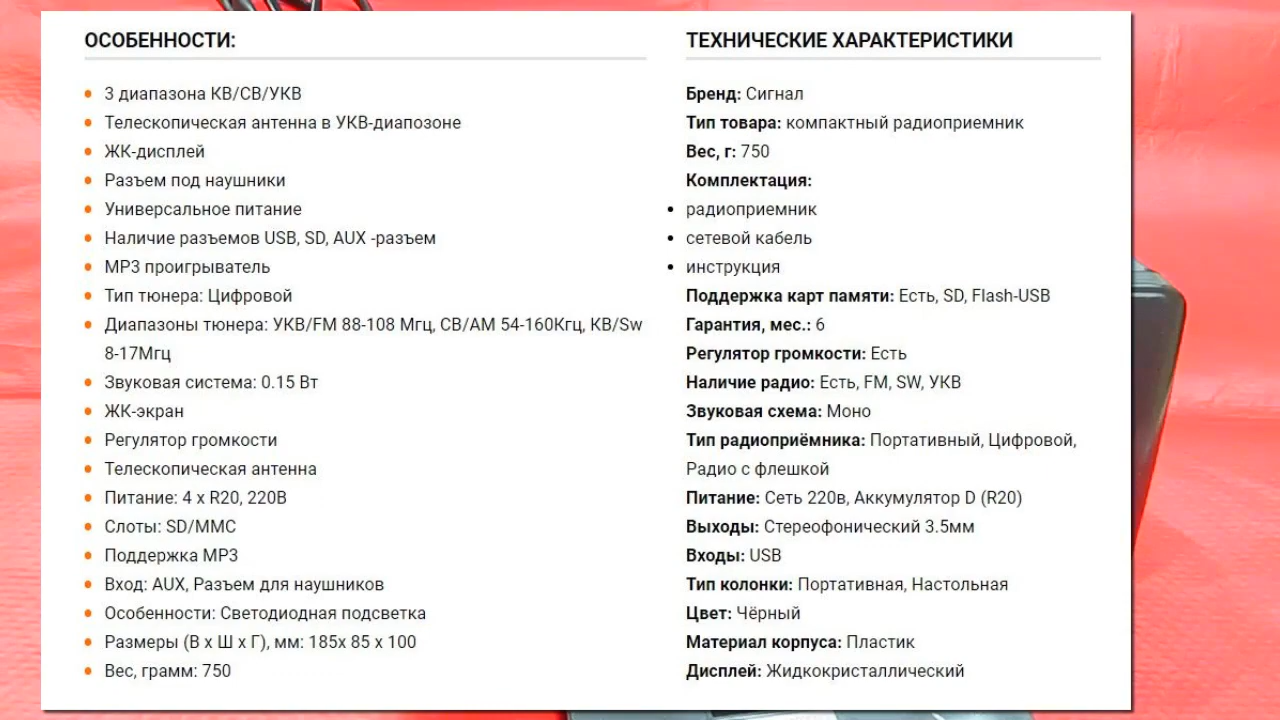 ОСОБЕННОСТИ:
3 диапазона КВ/СВ/УКВ
Телескопическая антенна в УКВ-диапозоне
ЖК-дисплей
Разъем под наушники
Универсальное питание
Наличие разъемов USB, SD, AUX -разъем
MP3 проигрыватель
Тип тюнера: Цифровой
Диапазоны тюнера: УКВ/FM 88-108 Мгц, СВ/АМ 54-160Кгц, КВ/Sw
8-17Мгц
Звуковая система: 0.15 Вт
ЖК-экран
Регулятор громкости
Телескопическая антенна
Питание: 4 x R20, 220В
Слоты: SD/MMC
Поддержка MP3
Вход: AUX, Разъем для наушников
Особенности: Светодиодная подсветка
Размеры (В x Ш x Г), мм: 185x 85 x 100
Вес, грамм: 750
ТЕХНИЧЕСКИЕ ХАРАКТЕРИСТИКИ
Бренд: Сигнал
Тип товара: компактный радиоприемник
Вес, г: 750
Комплектация:
радиоприемник
сетевой кабель
инструкция
Поддержка карт памяти: Есть, SD, Flash-USB
Гарантия, мес.: 6
Регулятор громкости: Есть
Наличие радио: Есть, FM, SW, УКВ
Звуковая схема: Моно
Тип радиоприёмника: Портативный, Цифровой,
Радио с флешкой
Питание: Сеть 220в, Аккумулятор D (R20)
Выходы: Стереофонический 3.5мм
Входы: USB
Тип колонки: Портативная, Настольная
Цвет: Чёрный
Материал корпуса: Пластик
Дисплей: Жидкокристаллический